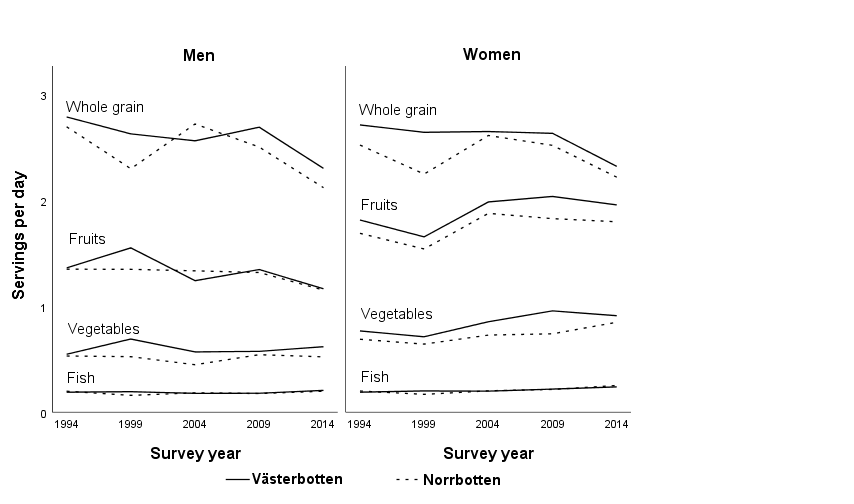 Men
Women
Servings per day
3
2
1
0
Whole grain
Fruits
Vegetables
Fish
Whole grain
Fruits
Vegetables
Fish
1994 1999 2004 2009 2014
1994 1999 2004 2009 2014
Survey year
Survey year
Västerbotten
Norrbotten